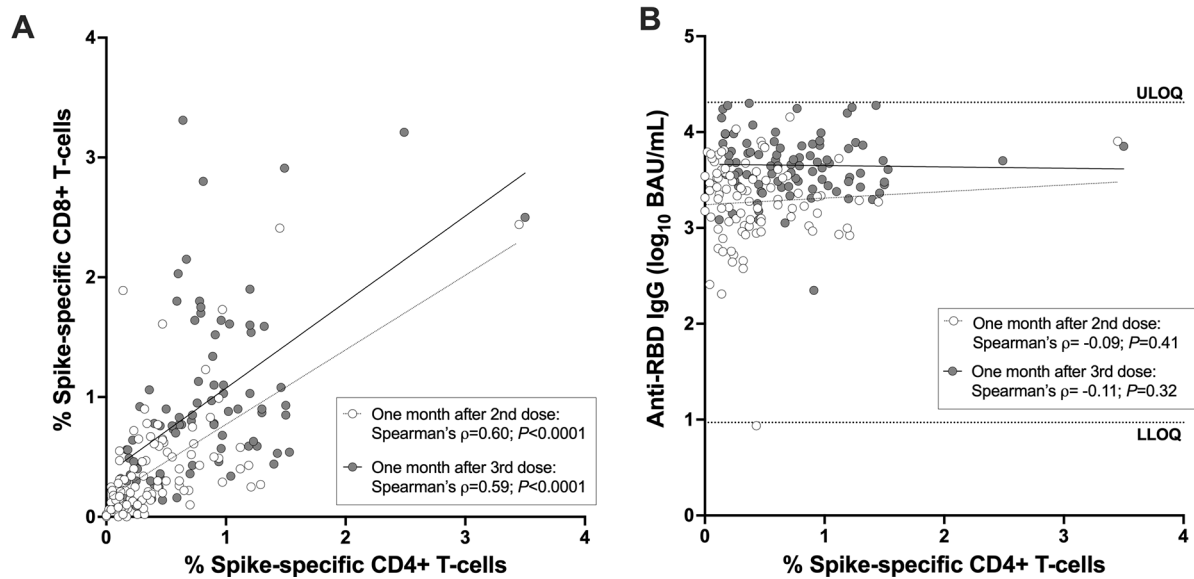 A
4
3
2
1
0
% Spike-specific CD8+ T-cells
0 1 2 3 4
% Spike-specific CD4+ T-cells
One month after 2nd dose:
Spearman's ρ=0.60; P<0.0001
One month after 3rd dose:
Spearman's ρ=0.59; P<0.0001
B
5
4
3
2
1
0
Anti-RBD IgG (log10 BAU/mL)
ULOQ
LLOQ
One month after 2nd dose:
Spearman's ρ= -0.09; P=0.41
One month after 3rd dose:
Spearman's ρ= -0.11; P=0.32
0 1 2 3 4
% Spike-specific CD4+ T-cells